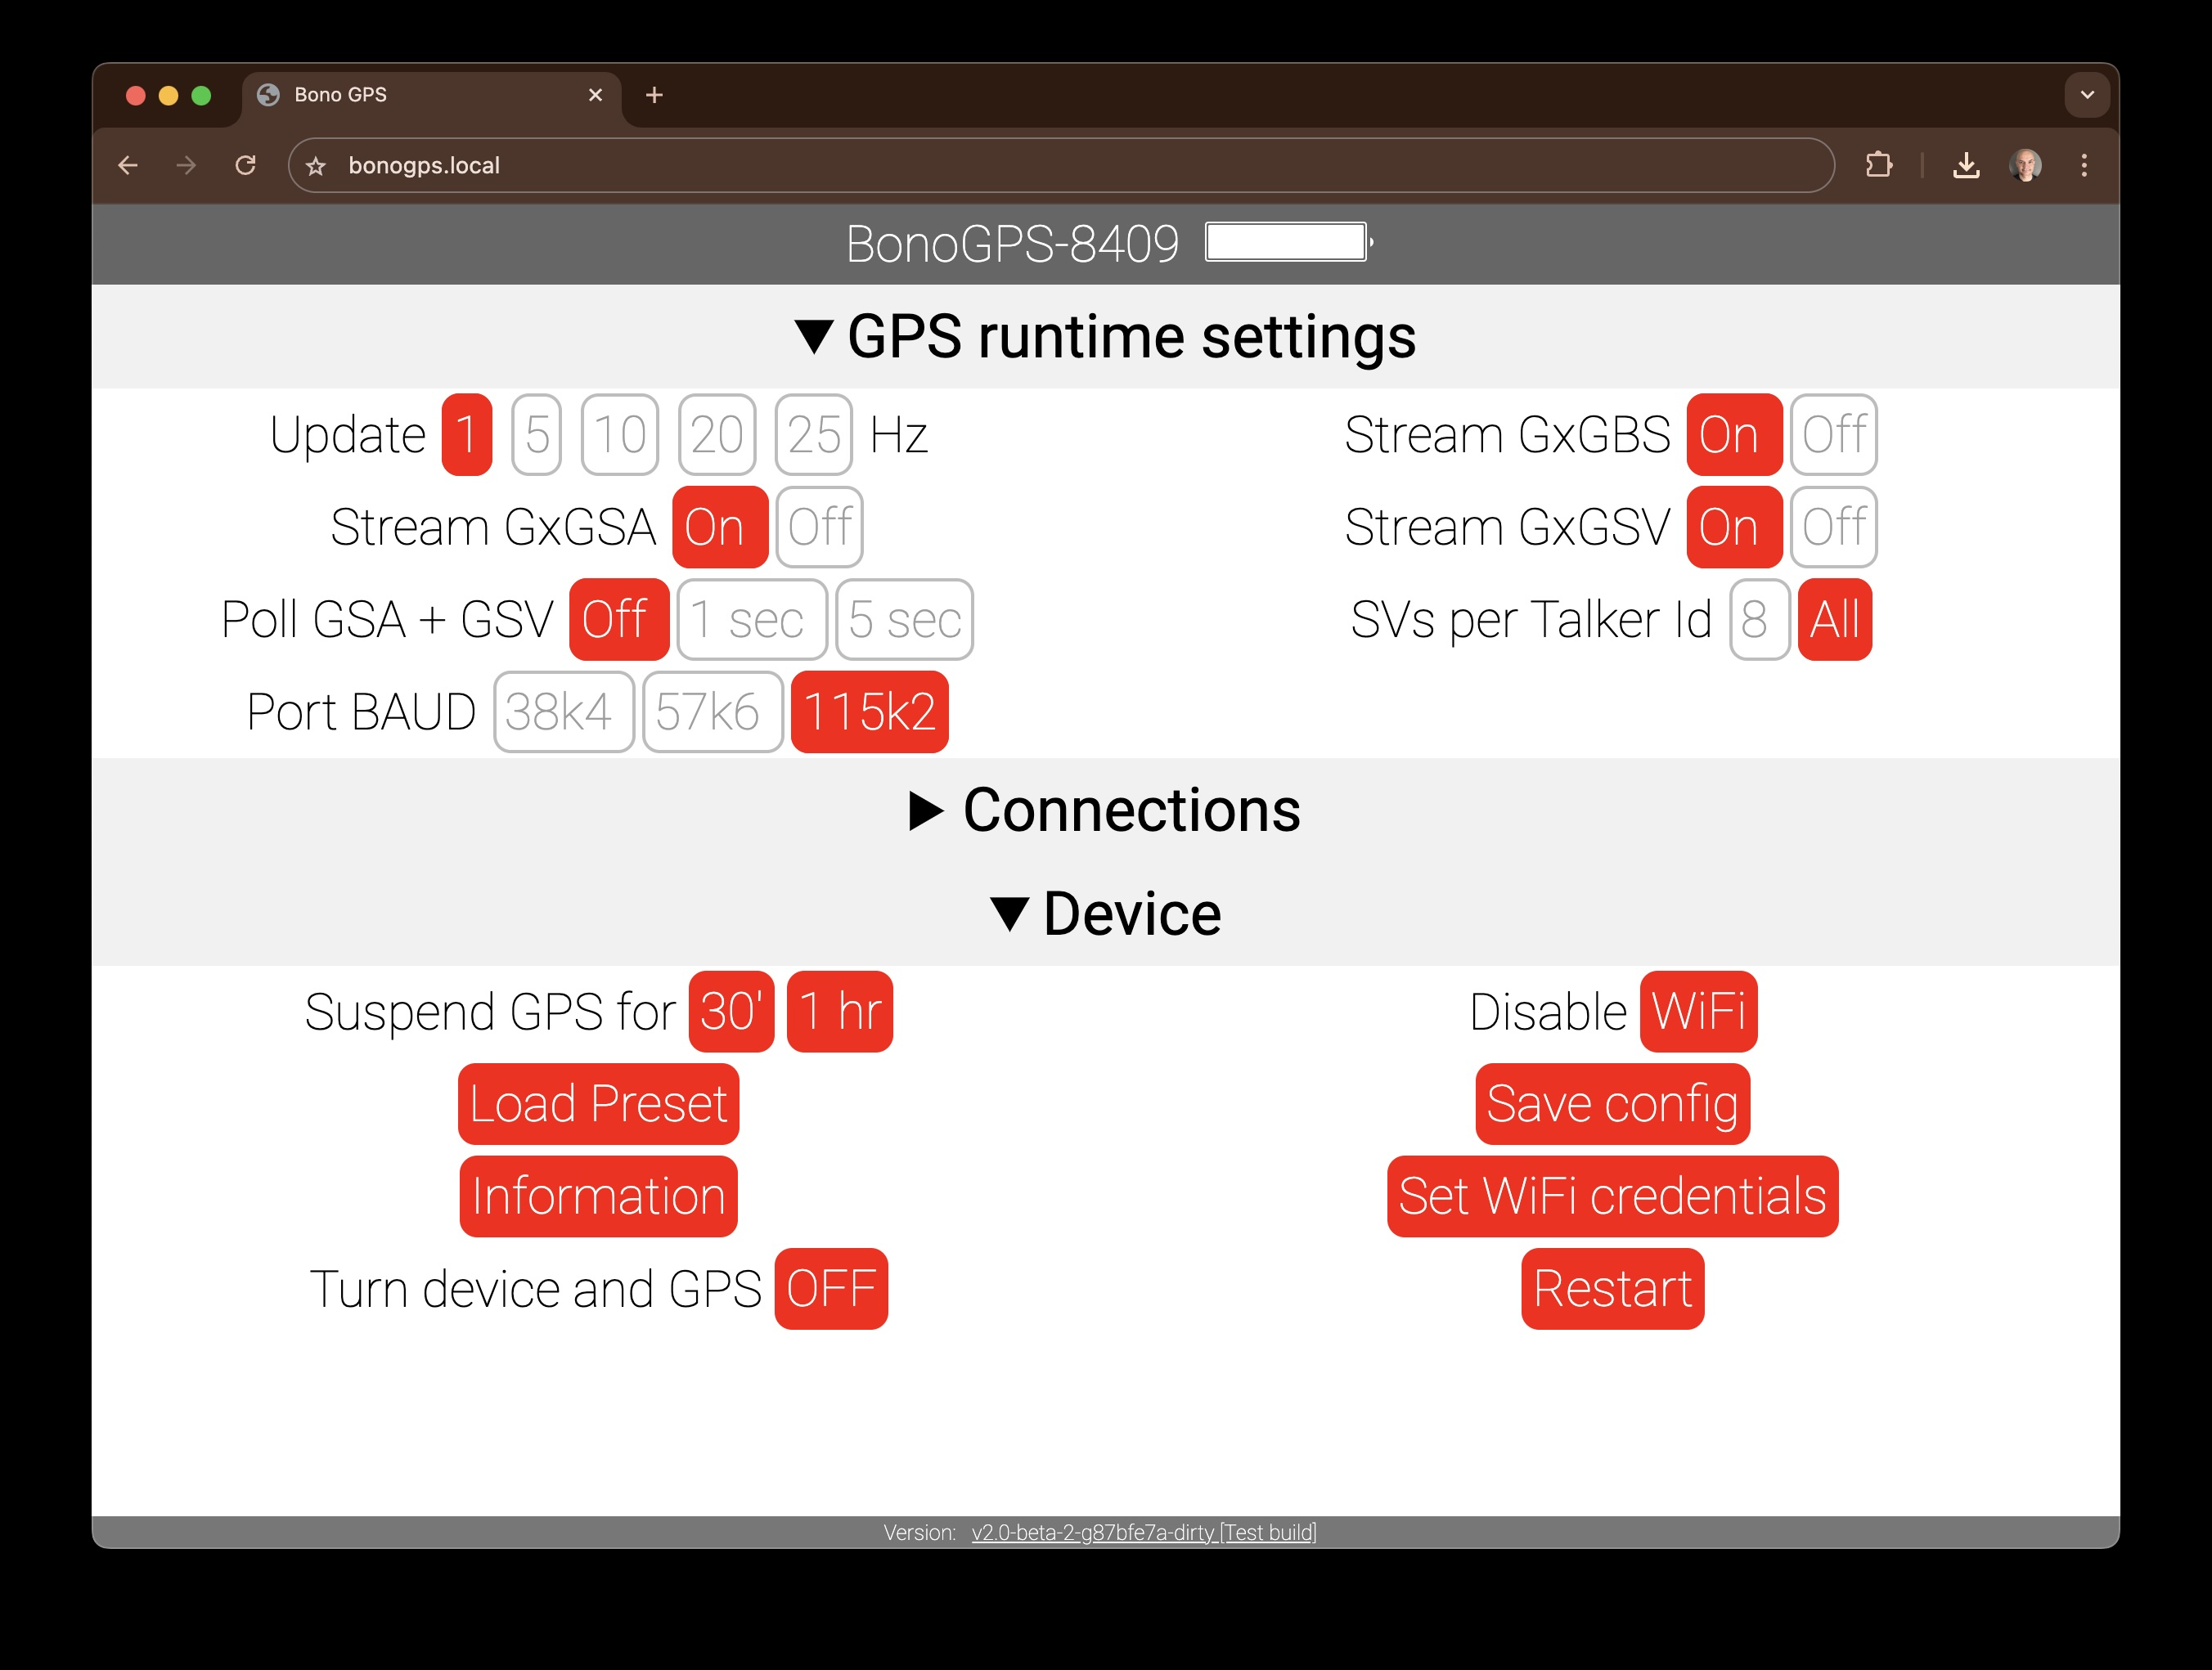 Bono GPS
bonogps.local
BonoGPS-8409
GPS runtime settings
Update 1 5 10 20 25 Hz
Stream GxGBS On Off
Stream GxGSA On Off
Stream GxGSV On Off
Poll GSA + GSV Off 1 sec 5 sec
SVs per Talker Id 8 All
Port BAUD 38k4 57k6 115k2
Connections
Device
Suspend GPS for 30' 1 hr
Disable WiFi
Load Preset
Save config
Information
Set WiFi credentials
Turn device and GPS OFF
Restart
Version: v2.0-beta-2-g87bfe7a-dirty [Test build]